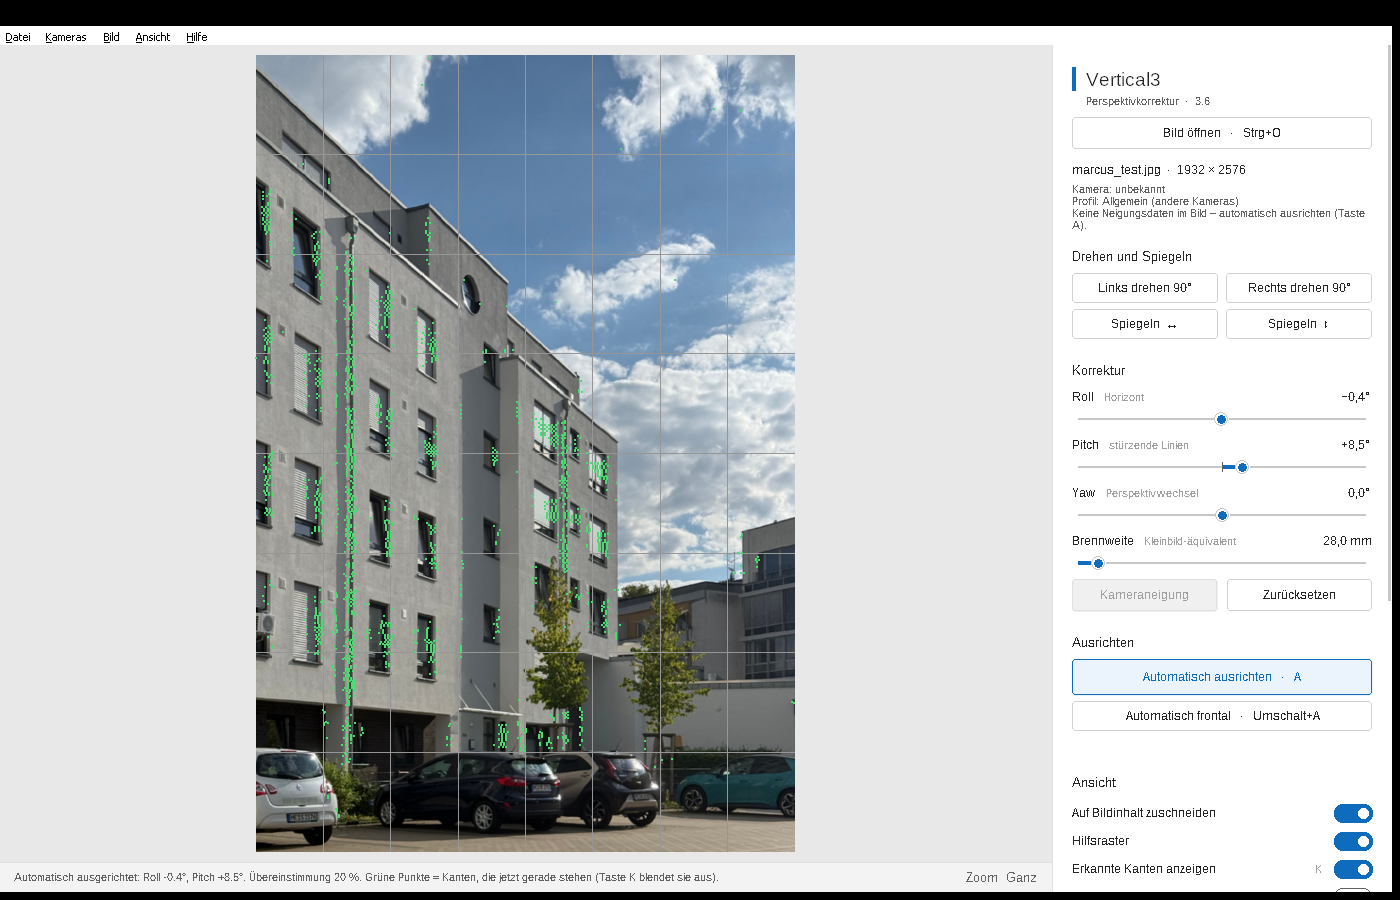 Datei Kameras Bild Ansicht Hilfe
Vertical3
Perspektivkorrektur · 3.6
Bild öffnen · Strg+O
marcus_test.jpg · 1932 × 2576
Kamera: unbekannt
Profil: Allgemein (andere Kameras)
Keine Neigungsdaten im Bild – automatisch ausrichten (Taste
A).
Drehen und Spiegeln
Links drehen 90° Rechts drehen 90°
Spiegeln ↔ Spiegeln ↕
Korrektur
Roll Horizont −0,4°
Pitch stürzende Linien +8,5°
Yaw Perspektivwechsel 0,0°
Brennweite Kleinbild-äquivalent 28,0 mm
Kameraneigung Zurücksetzen
Ausrichten
Automatisch ausrichten · A
Automatisch frontal · Umschalt+A
Ansicht
Auf Bildinhalt zuschneiden
Hilfsraster
Erkannte Kanten anzeigen K
Automatisch ausgerichtet: Roll -0.4°, Pitch +8.5°. Übereinstimmung 20 %. Grüne Punkte = Kanten, die jetzt gerade stehen (Taste K blendet sie aus).
Zoom Ganz